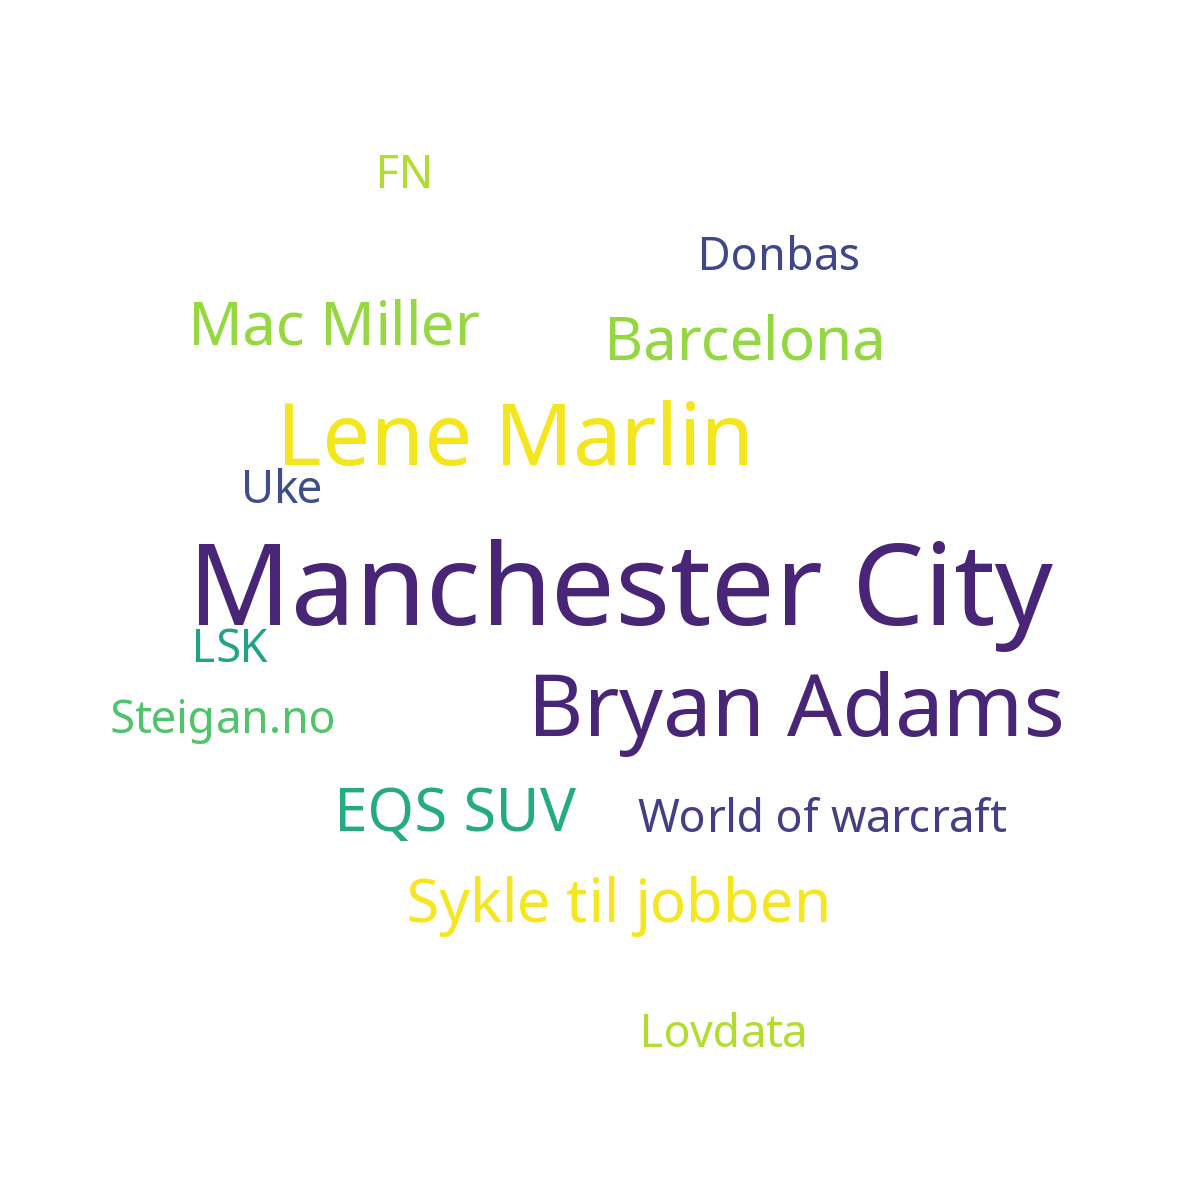 FN
Donbas
Mac Miller
Barcelona
Lene Marlin
Uke
Manchester City
LSK
Steigan.no
Bryan Adams
EQS SUV
World of warcraft
Sykle til jobben
Lovdata